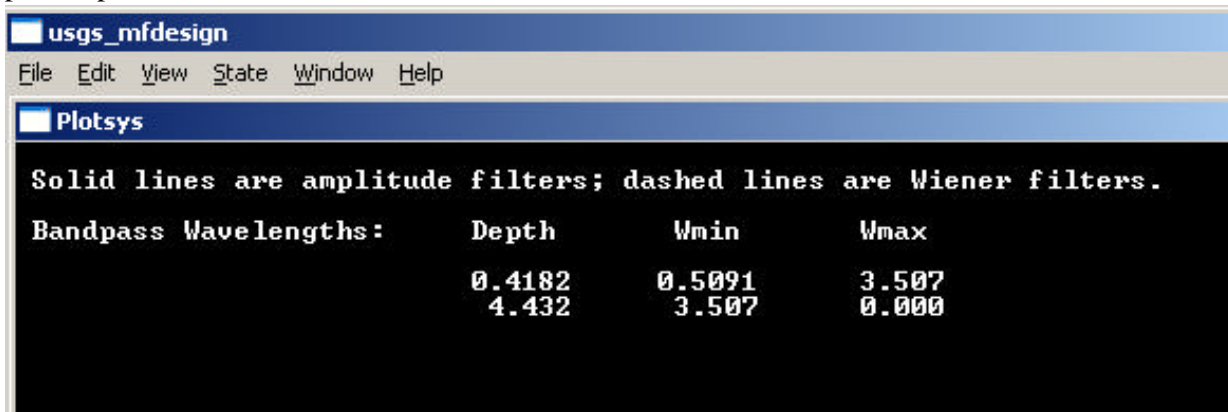 usgs_mfdesign
File Edit View State Window Help
Plotsys
Solid lines are amplitude filters; dashed lines are Wiener filters.
Bandpass Wavelengths: Depth Wmin Wmax
0.4182 0.5091 3.507
4.432 3.507 0.000